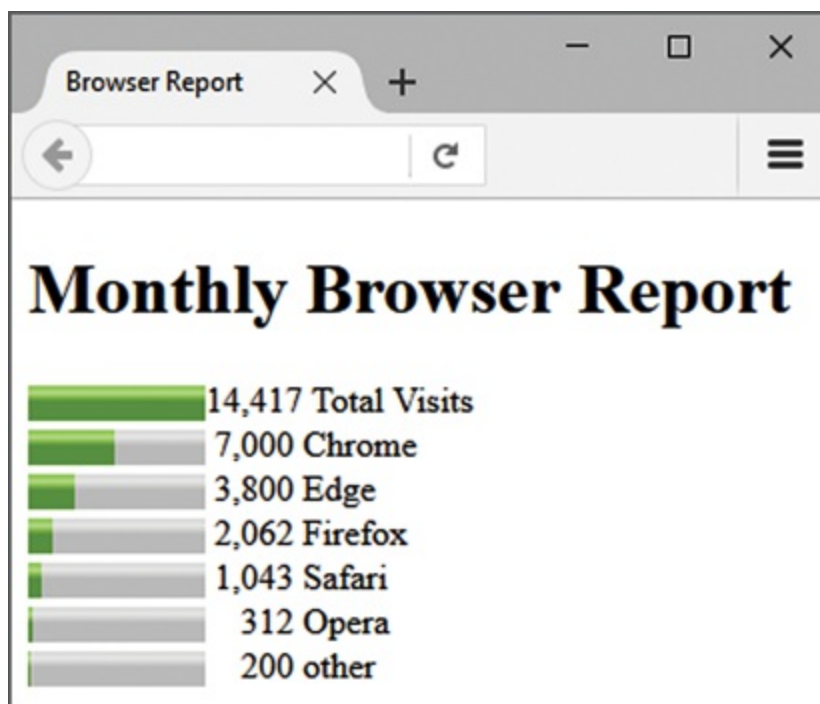 Browser Report
Monthly Browser Report
14,417 Total Visits
7,000 Chrome
3,800 Edge
2,062 Firefox
1,043 Safari
312 Opera
200 other